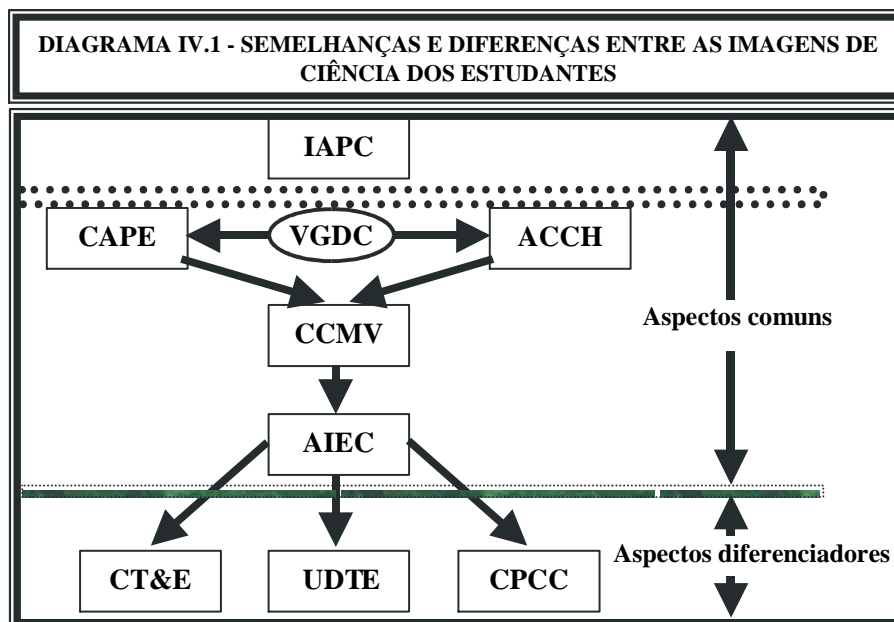 DIAGRAMA IV.1 - SEMELHANÇAS E DIFERENÇAS ENTRE AS IMAGENS DE
CIÊNCIA DOS ESTUDANTES
IAPC
CAPE
VGDC
ACCH
CCMV
Aspectos comuns
AIEC
Aspectos diferenciadores
CT&E
UDTE
CPCC